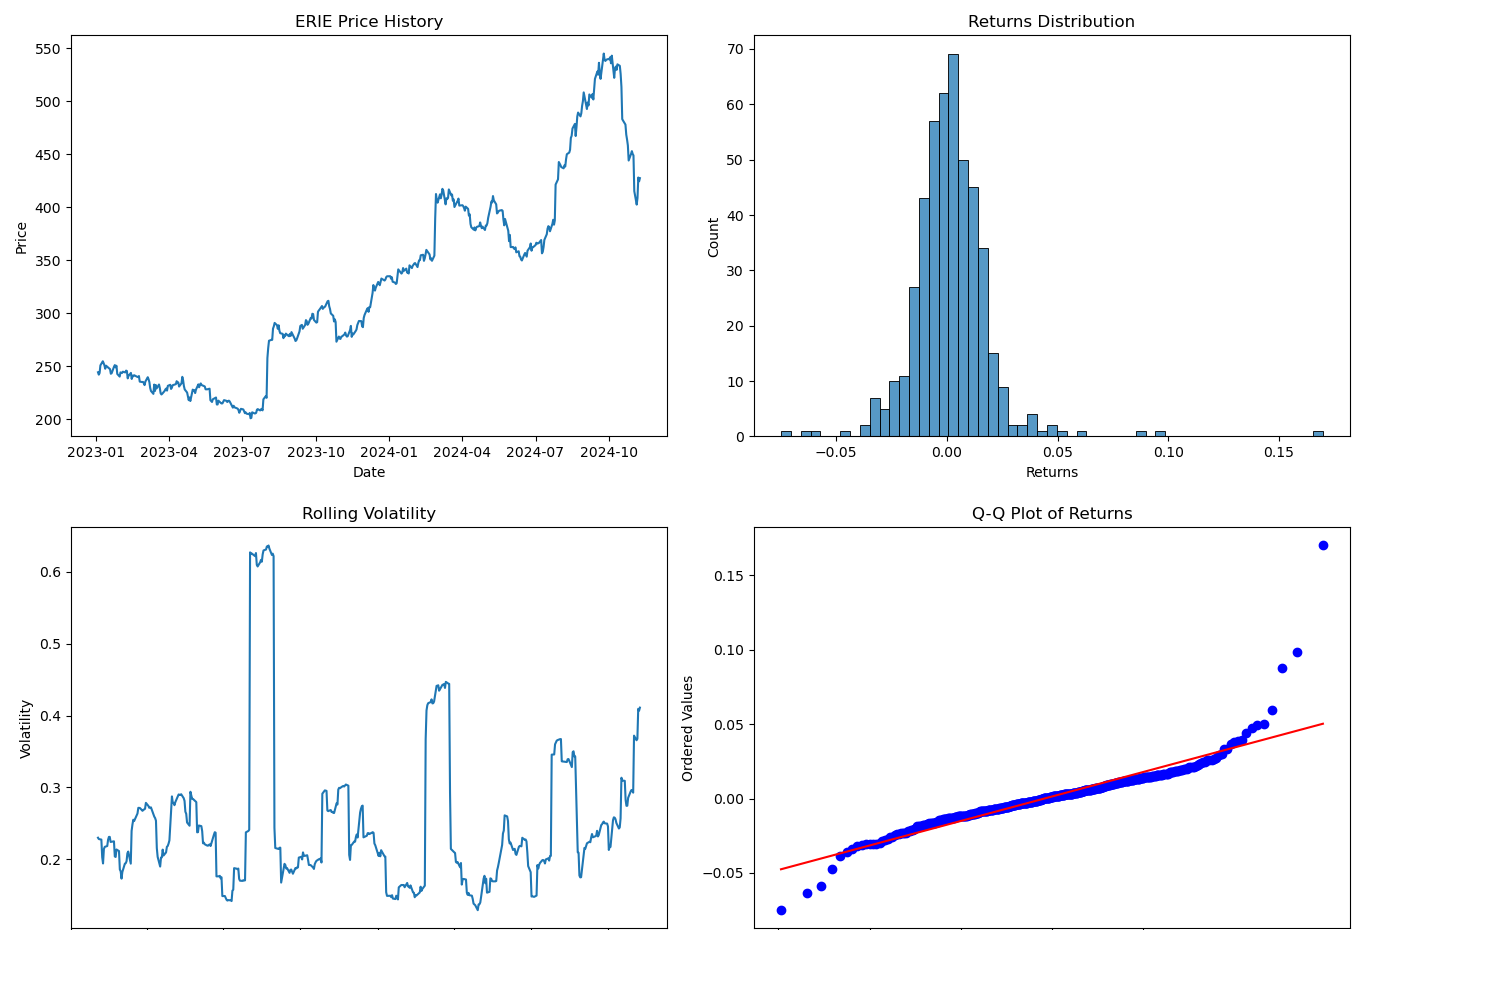 ERIE Price History
550
500
450
400
350
300
250
200
Price
2023-01 2023-04 2023-07 2023-10 2024-01 2024-04 2024-07 2024-10
Date
Returns Distribution
70
60
50
40
30
20
10
0
Count
−0.05 0.00 0.05 0.10 0.15
Returns
Rolling Volatility
0.6
0.5
0.4
0.3
0.2
Volatility
Q-Q Plot of Returns
0.15
0.10
0.05
0.00
−0.05
Ordered Values